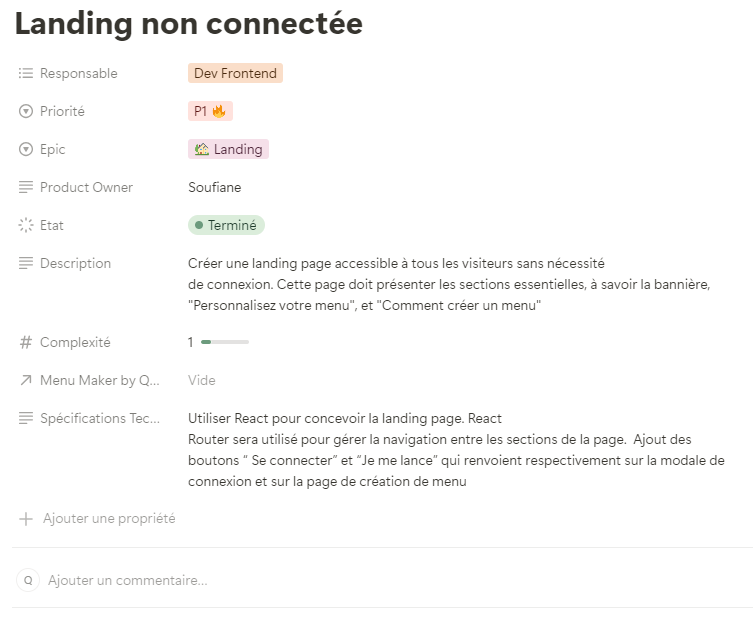 Landing non connectée
Responsable
Dev Frontend
Priorité
P1 🔥
Epic
🏡 Landing
Product Owner
Soufiane
Etat
Terminé
Description
Créer une landing page accessible à tous les visiteurs sans nécessité
de connexion. Cette page doit présenter les sections essentielles, à savoir la bannière,
"Personnalisez votre menu", et "Comment créer un menu"
Complexité
1
Menu Maker by Q...
Vide
Spécifications Tec...
Utiliser React pour concevoir la landing page. React
Router sera utilisé pour gérer la navigation entre les sections de la page.  Ajout des
boutons “ Se connecter” et “Je me lance” qui renvoient respectivement sur la modale de
connexion et sur la page de création de menu
Ajouter une propriété
Q
Ajouter un commentaire...